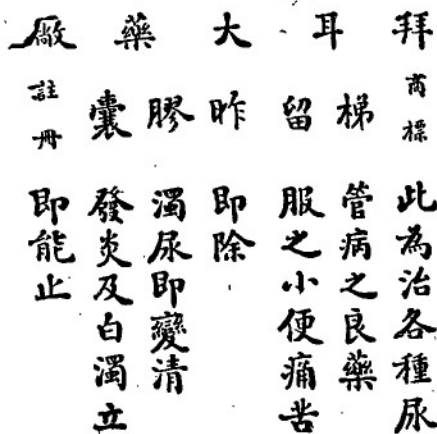 拜耳大藥廠
商標
梯留昨膠囊
註冊
此為治各種尿
管病之良藥
服之小便痛苦
即除
濁尿即變清
發炎及白濁立
即能止